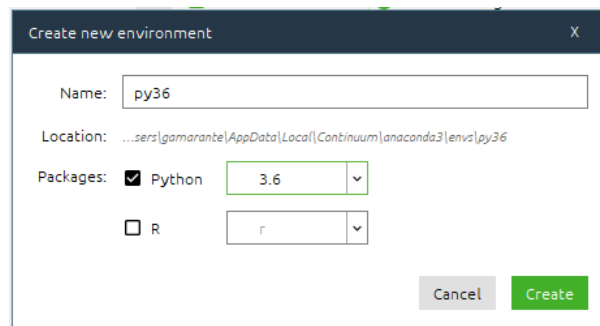 Create new environment X
Name: py36
Location: ...sers\gamarante\AppData\Local\Continuum\anaconda3\envs\py36
Packages: Python 3.6
R r
Cancel Create